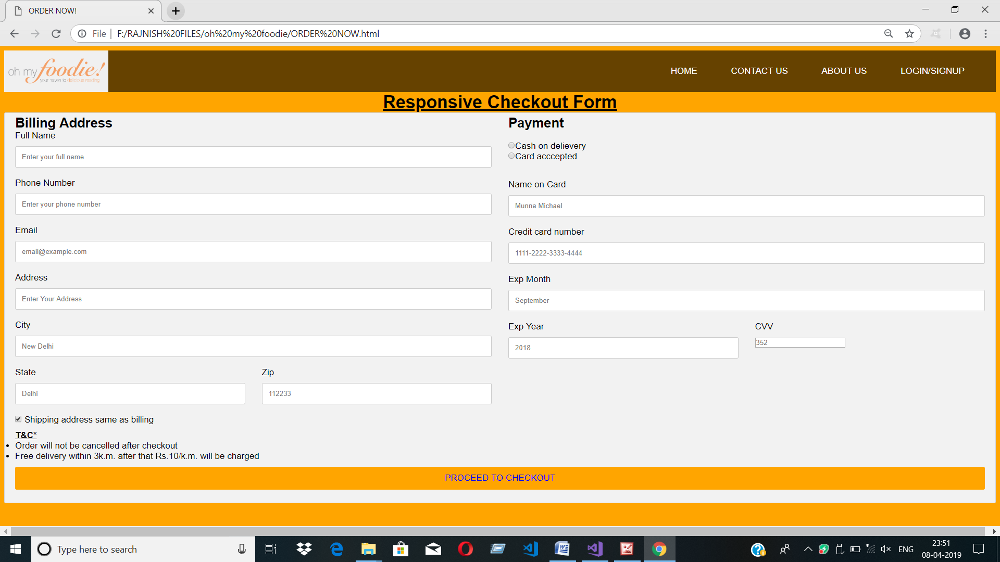 ORDER NOW!
File F:/RAJNISH%20FILES/oh%20my%20foodie/ORDER%20NOW.html
oh my foodie!
your haven to delicious reading
HOME CONTACT US ABOUT US LOGIN/SIGNUP
Responsive Checkout Form
Billing Address
Full Name
Enter your full name
Phone Number
Enter your phone number
Email
email@example.com
Address
Enter Your Address
City
New Delhi
State Zip
Delhi 112233
Shipping address same as billing
Payment
Cash on delievery
Card acccepted
Name on Card
Munna Michael
Credit card number
1111-2222-3333-4444
Exp Month
September
Exp Year CVV
2018 352
T&C*
Order will not be cancelled after checkout
Free delivery within 3k.m. after that Rs.10/k.m. will be charged
PROCEED TO CHECKOUT
Type here to search
ENG
23:51
08-04-2019